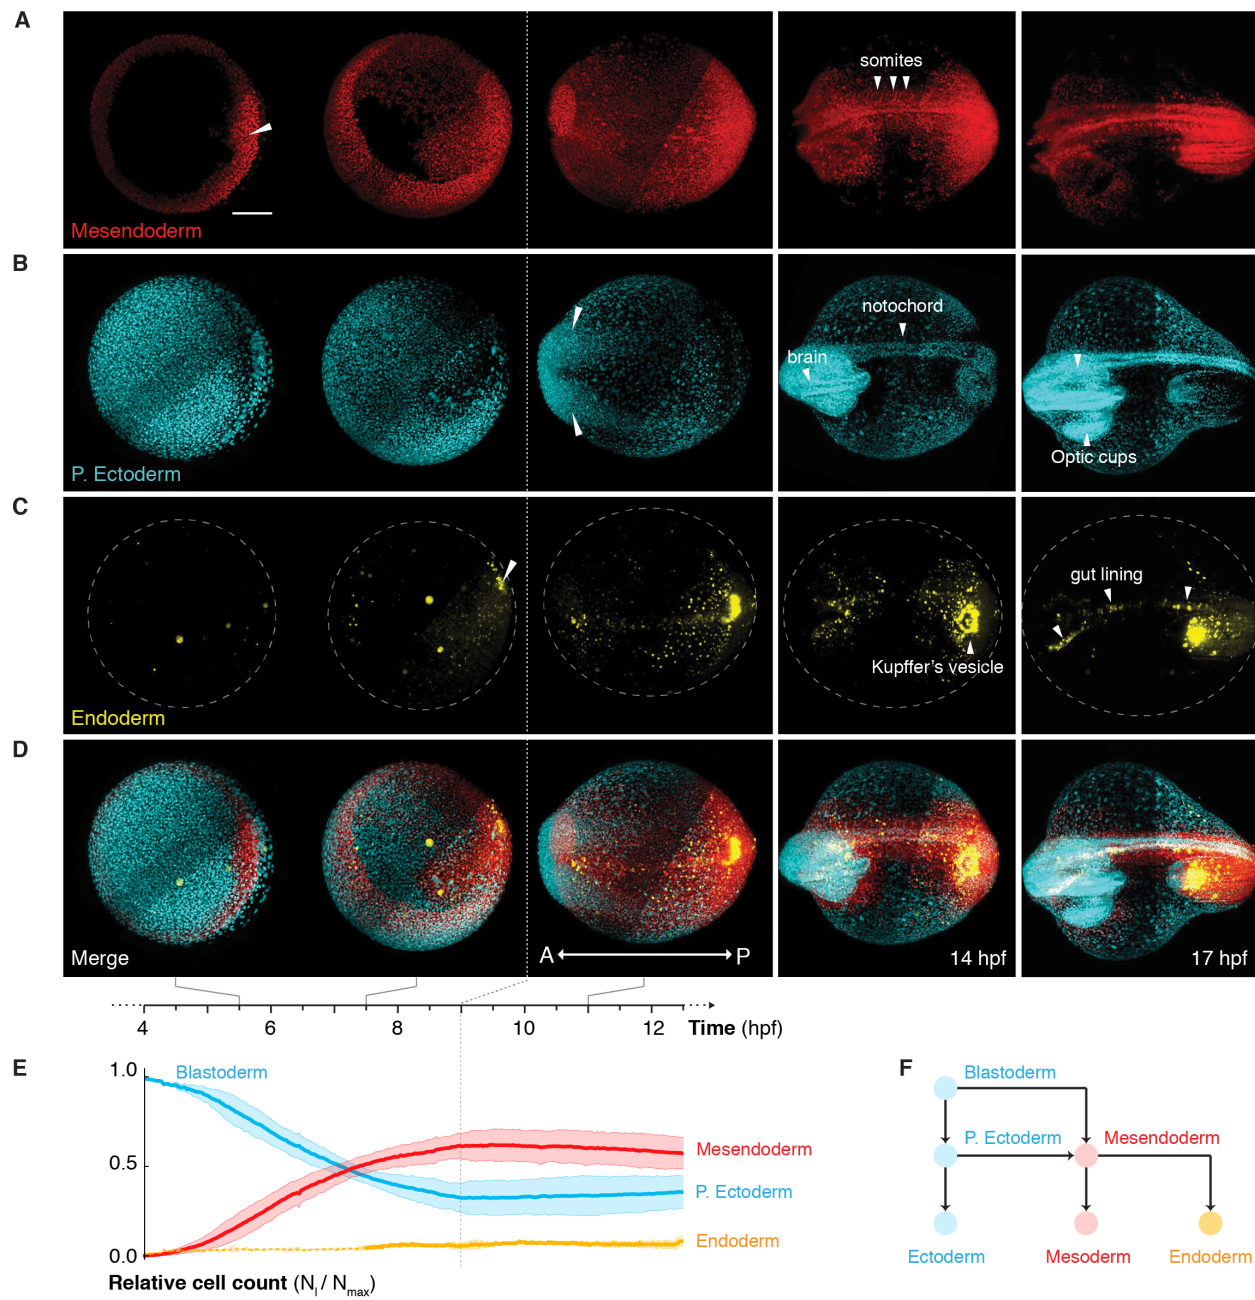 A
somites
Mesendoderm
B
notochord
brain
Optic cups
P. Ectoderm
C
gut lining
Kupffer’s vesicle
Endoderm
D
Merge
A
P
14 hpf
17 hpf
4 6 8 10 12 Time (hpf)
E
1.0
Blastoderm
0.5
Mesendoderm
P. Ectoderm
Endoderm
0.0
Relative cell count (Nl / Nmax)
F
Blastoderm
P. Ectoderm Mesendoderm
Ectoderm Mesoderm Endoderm